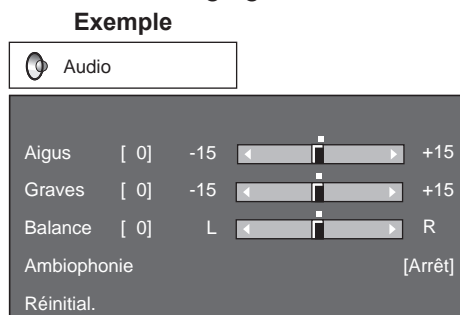 Exemple
Audio
Aigus [ 0] -15 +15
Graves [ 0] -15 +15
Balance [ 0] L R
Ambiophonie [Arrêt]
Réinitial.